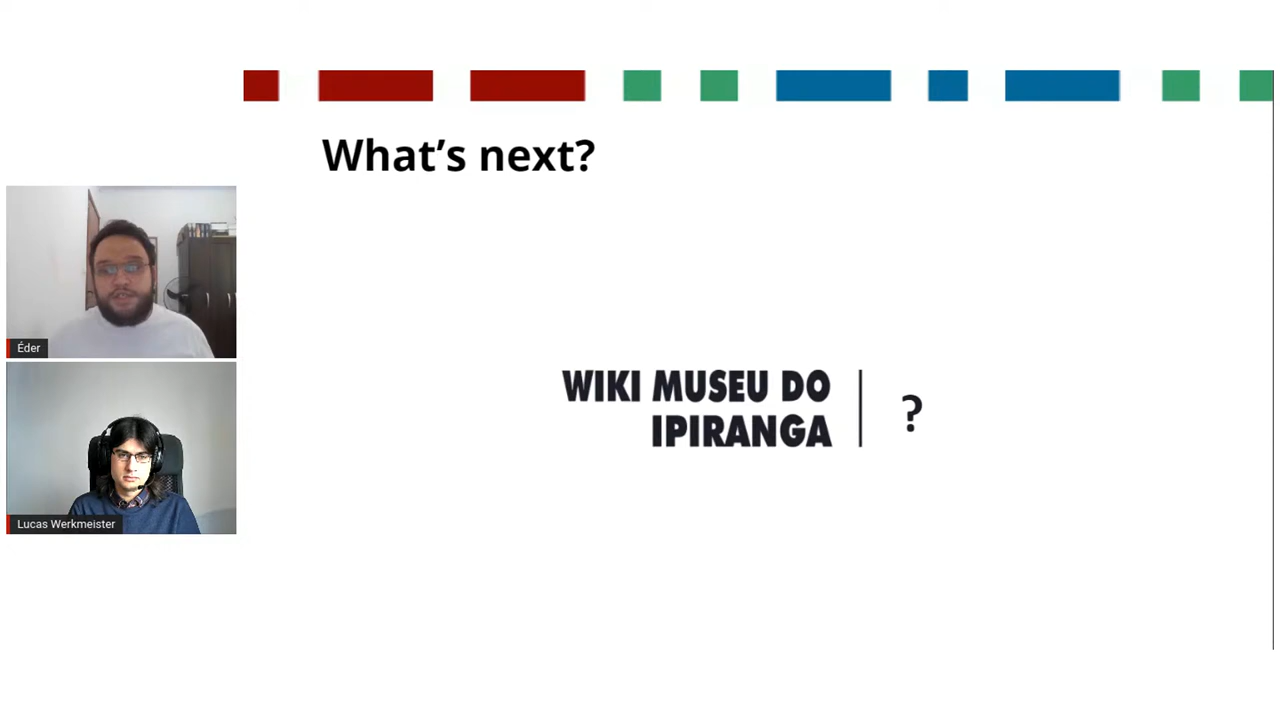 What’s next?
Éder
WIKI MUSEU DO
IPIRANGA
?
Lucas Werkmeister